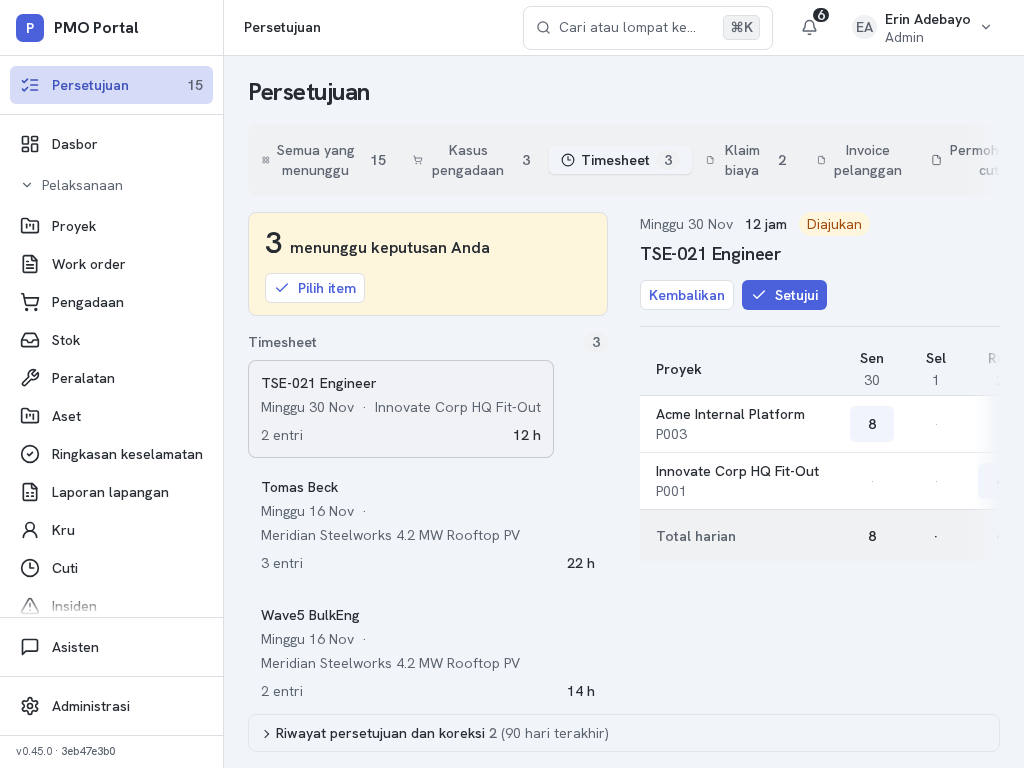 P PMO Portal
Persetujuan
Cari atau lompat ke...
⌘K
6
EA
Erin Adebayo
Admin
Persetujuan 15
Dasbor
Pelaksanaan
Proyek
Work order
Pengadaan
Stok
Peralatan
Aset
Ringkasan keselamatan
Laporan lapangan
Kru
Cuti
Insiden
Asisten
Administrasi
v0.45.0 · 3eb47e3b0
Persetujuan
Semua yang menunggu 15
Kasus pengadaan 3
Timesheet 3
Klaim biaya 2
Invoice pelanggan
3 menunggu keputusan Anda
Pilih item
Timesheet 3
TSE-021 Engineer
Minggu 30 Nov · Innovate Corp HQ Fit-Out
2 entri 12 h
Tomas Beck
Minggu 16 Nov ·
Meridian Steelworks 4.2 MW Rooftop PV
3 entri 22 h
Wave5 BulkEng
Minggu 16 Nov ·
Meridian Steelworks 4.2 MW Rooftop PV
2 entri 14 h
Minggu 30 Nov 12 jam Diajukan
TSE-021 Engineer
Kembalikan
Setujui
Proyek Sen 30 Sel 1
Acme Internal Platform
P003
8 ·
Innovate Corp HQ Fit-Out
P001
· ·
Total harian 8 ·
Riwayat persetujuan dan koreksi 2 (90 hari terakhir)